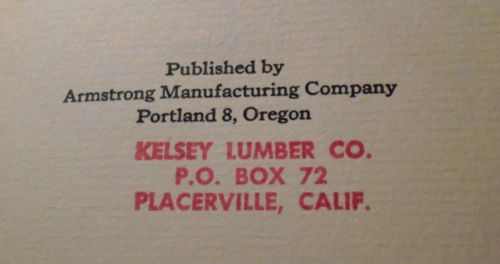 Published by
Armstrong Manufacturing Company
Portland 8, Oregon
KELSEY LUMBER CO.
P.O. BOX 72
PLACERVILLE, CALIF.